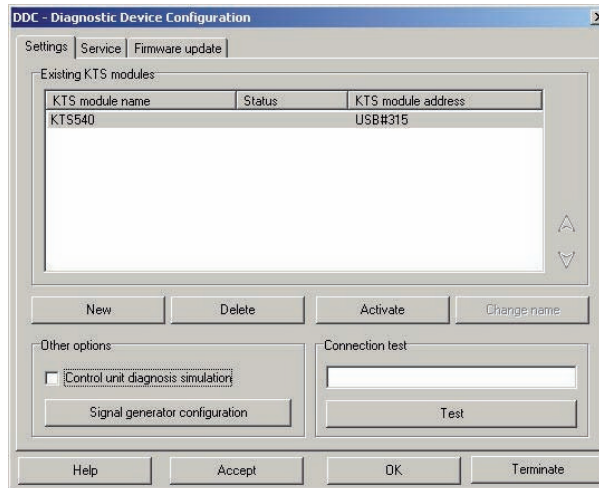 DDC - Diagnostic Device Configuration
Settings Service Firmware update
Existing KTS modules
KTS module name Status KTS module address
KTS540 USB#315
New Delete Activate Change name
Other options Connection test
Control unit diagnosis simulation
Signal generator configuration Test
Help Accept OK Terminate